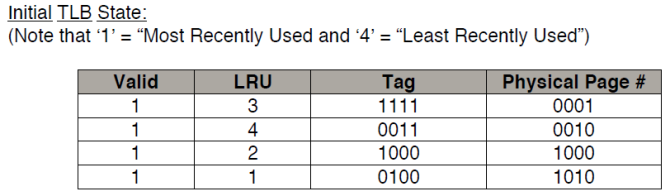 Initial TLB State:
(Note that ‘1’ = “Most Recently Used and ‘4’ = “Least Recently Used”)
Valid LRU Tag Physical Page #
1 3 1111 0001
1 4 0011 0010
1 2 1000 1000
1 1 0100 1010